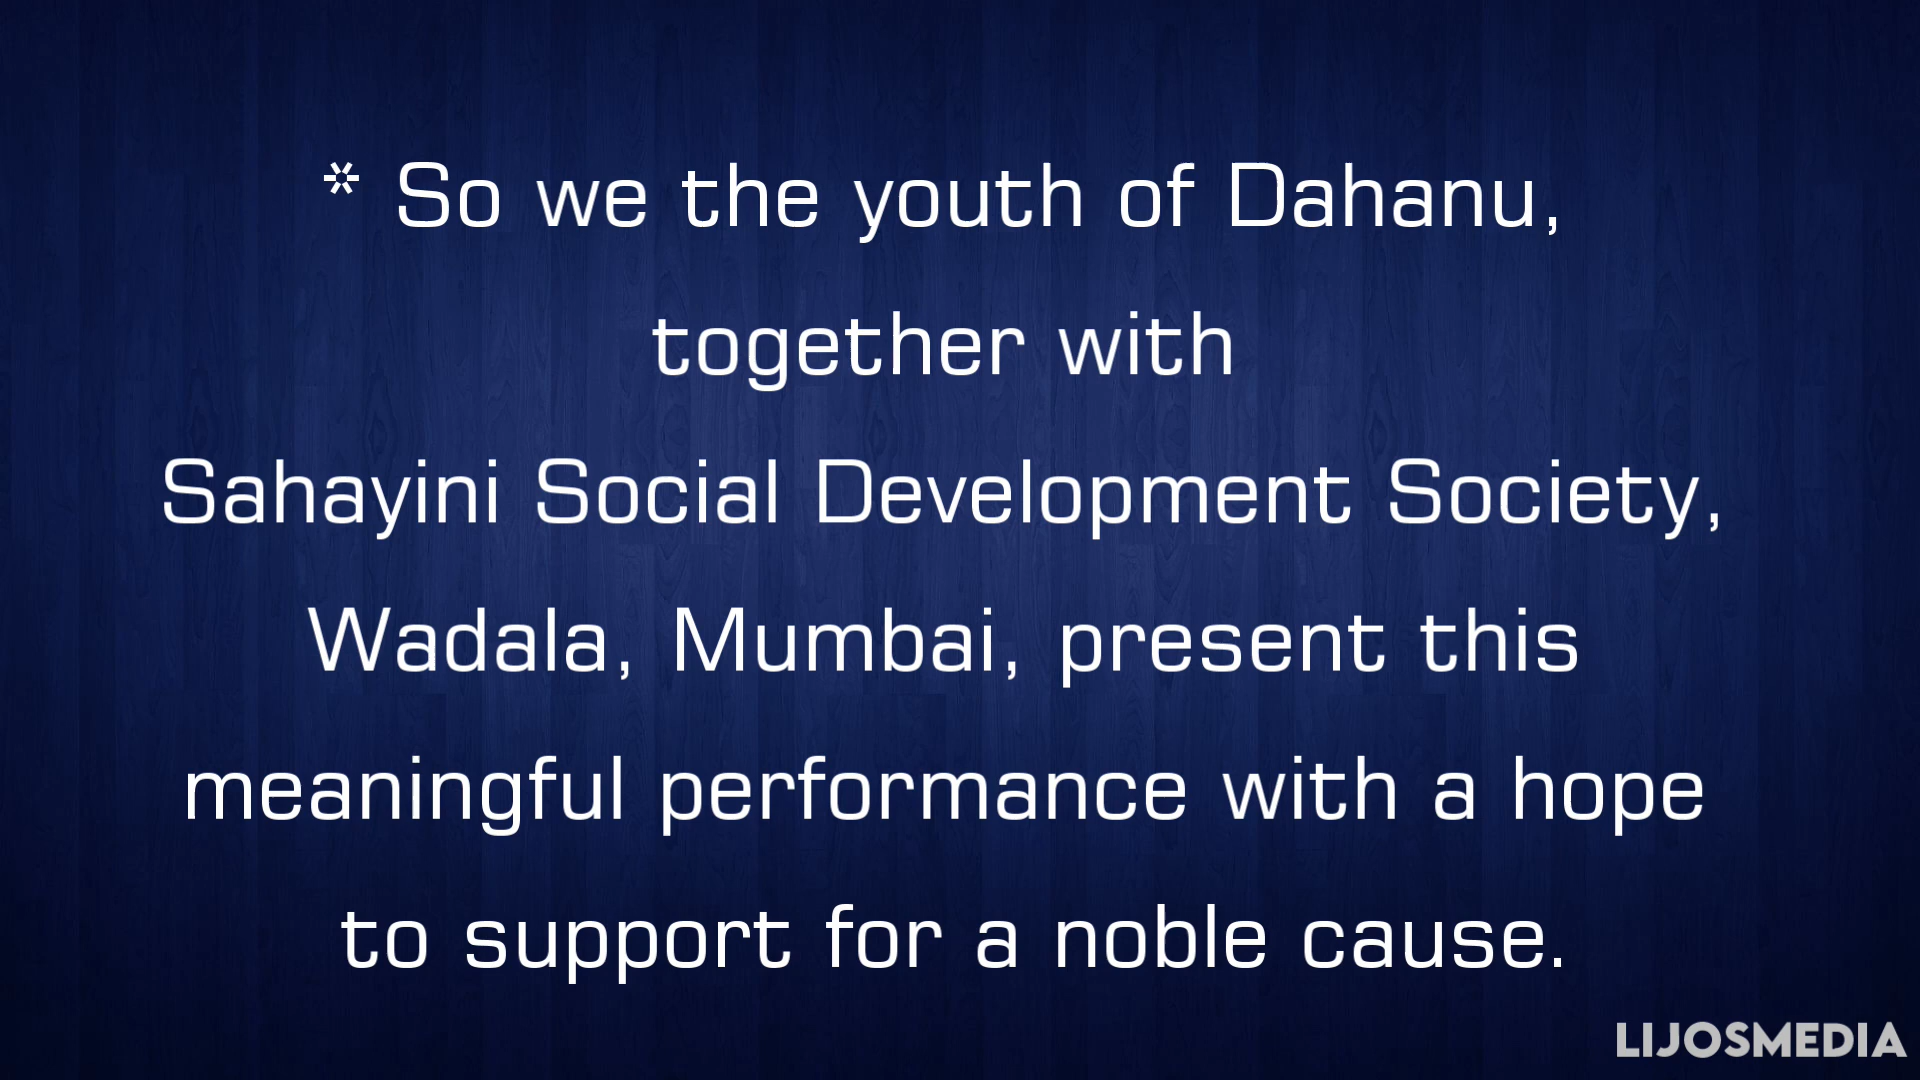 * So we the youth of Dahanu,
together with
Sahayini Social Development Society,
Wadala, Mumbai, present this
meaningful performance with a hope
to support for a noble cause.
LIJOSMEDIA